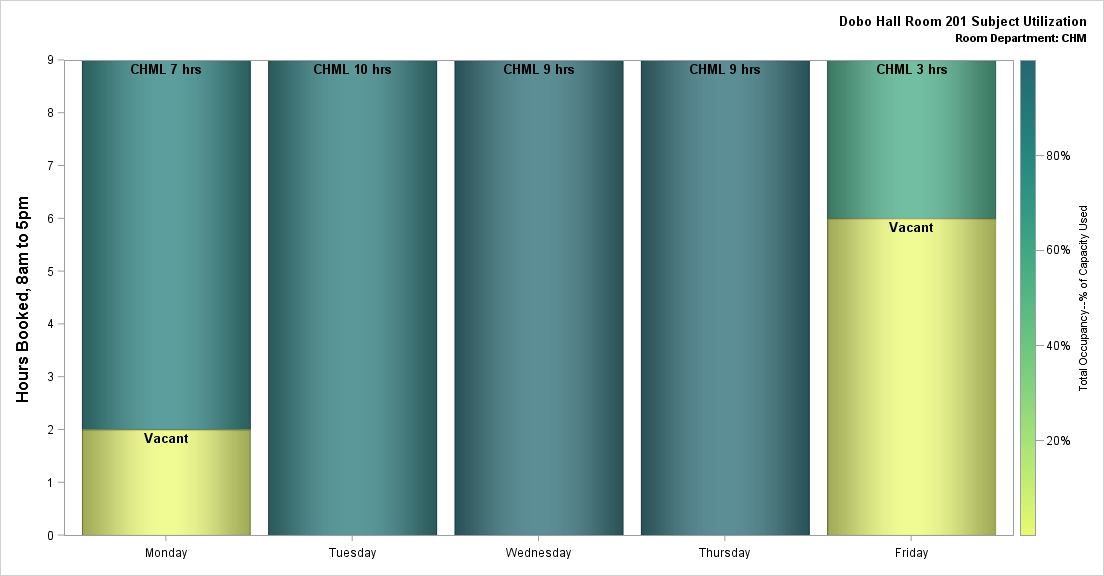 Dobo Hall Room 201 Subject Utilization
Room Department: CHM
Hours Booked, 8am to 5pm
9
8
7
6
5
4
3
2
1
0
CHML 7 hrs
CHML 10 hrs
CHML 9 hrs
CHML 9 hrs
CHML 3 hrs
Vacant
Vacant
Monday
Tuesday
Wednesday
Thursday
Friday
80%
60%
40%
20%
Total Occupancy--% of Capacity Used